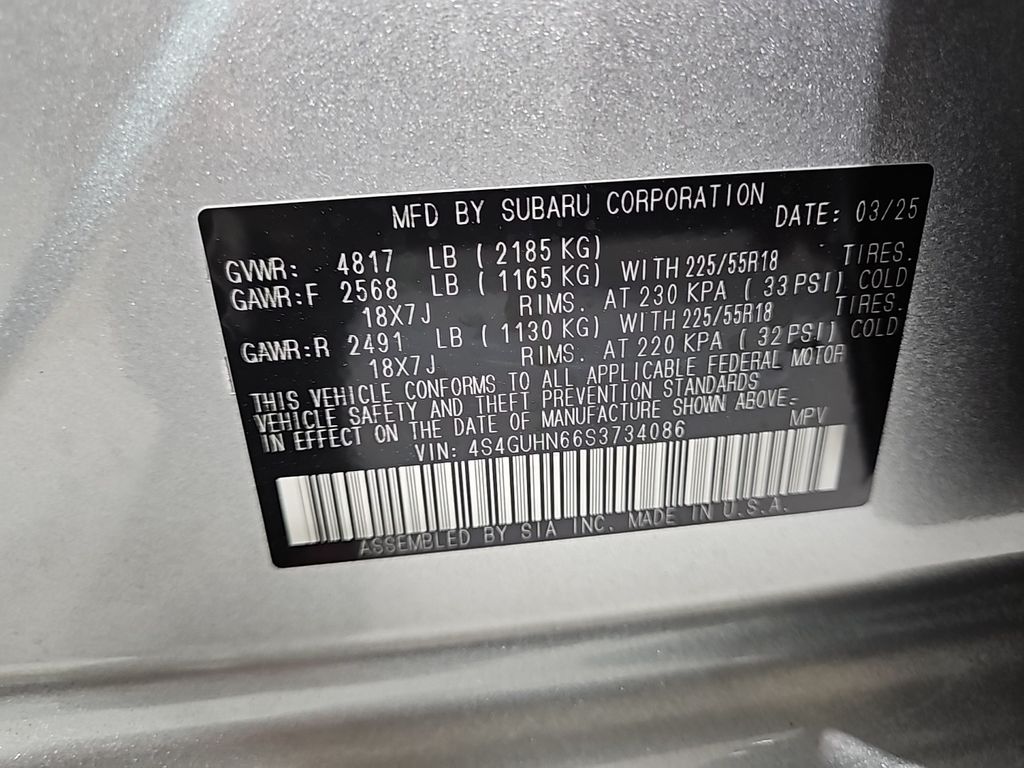 MFD BY SUBARU CORPORATION DATE: 03/25
GVWR: 4817 LB ( 2185 KG)
GAWR:F 2568 LB ( 1165 KG) WITH 225/55R18 TIRES.
18X7J RIMS. AT 230 KPA ( 33 PSI) COLD
GAWR:R 2491 LB ( 1130 KG) WITH 225/55R18 TIRES.
18X7J RIMS. AT 220 KPA ( 32 PSI) COLD
THIS VEHICLE CONFORMS TO ALL APPLICABLE FEDERAL MOTOR
VEHICLE SAFETY AND THEFT PREVENTION STANDARDS
IN EFFECT ON THE DATE OF MANUFACTURE SHOWN ABOVE.
VIN: 4S4GUHN66S3734086 MPV
ASSEMBLED BY SIA INC. MADE IN U.S.A.